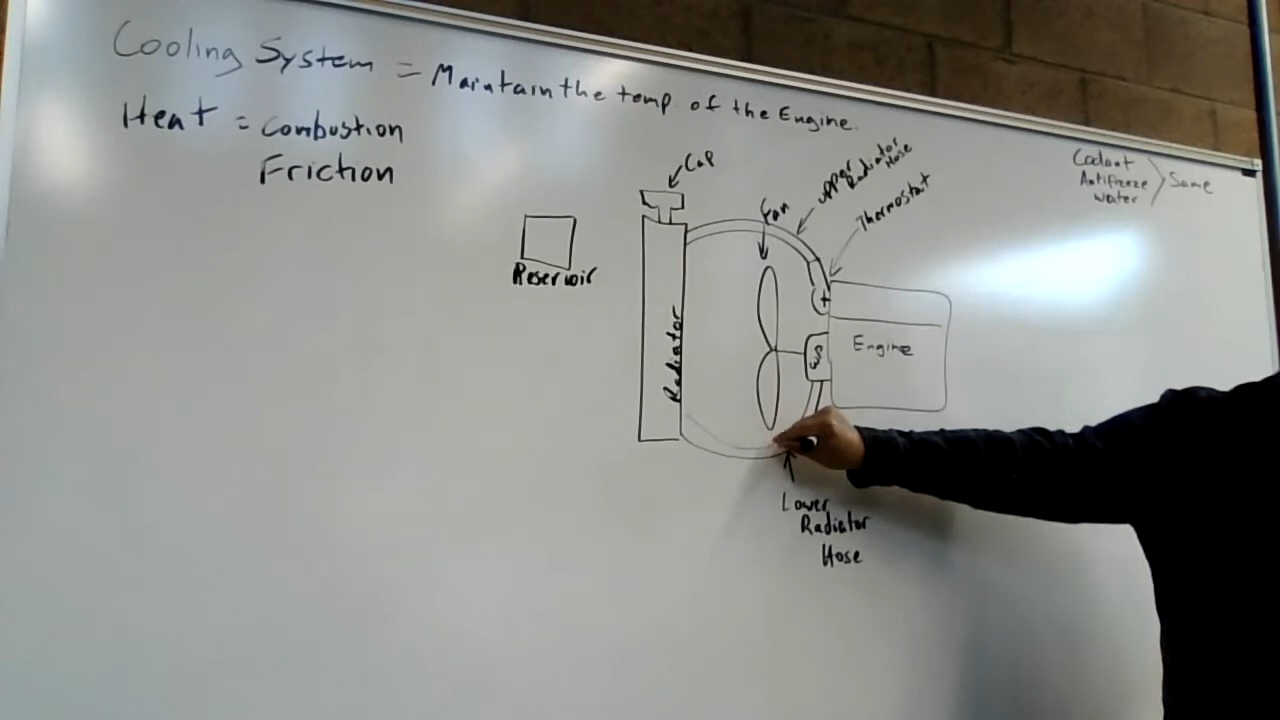 Cooling System = Maintain the temp. of the Engine.
Heat = Combustion
Friction
Cap
Fan
upper
Radiator
Hose
Thermostat
Coolant
Antifreeze
Water
Same
Reservoir
Radiator
Engine
Lower
Radiator
Hose